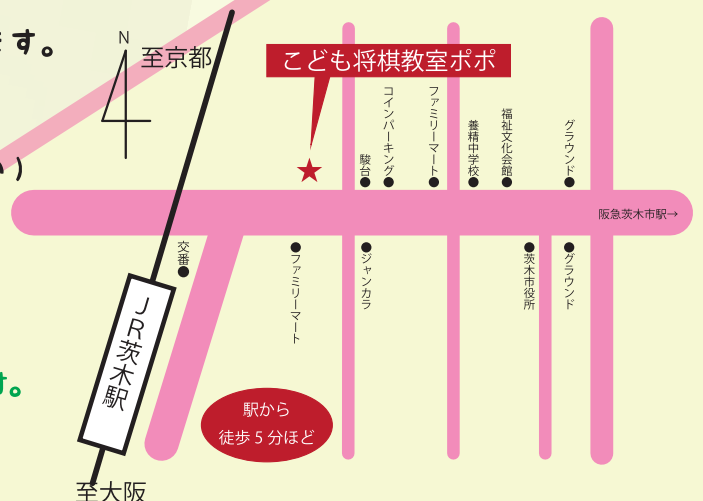 す。
N
至京都
こども将棋教室ポポ
駿台
コインパーキング
ファミリーマート
養精中学校
福祉文化会館
グラウンド
）
阪急茨木市駅→
交番
ファミリーマート
ジャンカラ
茨木市役所
グラウンド
JR茨木駅
。
駅から
徒歩5分ほど
至大阪